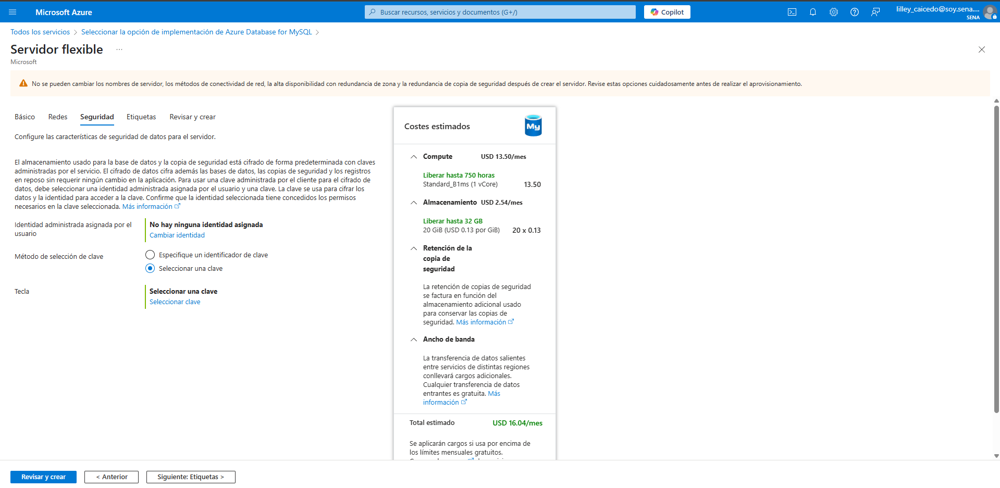 Microsoft Azure
Buscar recursos, servicios y documentos (G+/)
Copilot
lilley_caicedo@soy.sena....
SENA
Todos los servicios > Seleccionar la opción de implementación de Azure Database for MySQL >
Servidor flexible ...
Microsoft
No se pueden cambiar los nombres de servidor, los métodos de conectividad de red, la alta disponibilidad con redundancia de zona y la redundancia de copia de seguridad después de crear el servidor. Revise estas opciones cuidadosamente antes de realizar el aprovisionamiento.
Básico Redes Seguridad Etiquetas Revisar y crear
Configure las características de seguridad de datos para el servidor.
El almacenamiento usado para la base de datos y la copia de seguridad está cifrado de forma predeterminada con claves
administradas por el servicio. El cifrado de datos cifra además las bases de datos, las copias de seguridad y los registros
en reposo sin requerir ningún cambio en la aplicación. Para usar una clave administrada por el cliente para el cifrado de
datos, debe seleccionar una identidad administrada asignada por el usuario y una clave. La clave se usa para cifrar los
datos y la identidad para acceder a la clave. Confirme que la identidad seleccionada tiene concedidos los permisos
necesarios en la clave seleccionada. Más información
Identidad administrada asignada por el
usuario
No hay ninguna identidad asignada
Cambiar identidad
Método de selección de clave
Especifique un identificador de clave
Seleccionar una clave
Tecla
Seleccionar una clave
Seleccionar clave
Costes estimados
My
Compute USD 13.50/mes
Liberar hasta 750 horas
Standard_B1ms (1 vCore) 13.50
Almacenamiento USD 2.54/mes
Liberar hasta 32 GB
20 GiB (USD 0.13 por GiB) 20 x 0.13
Retención de la
copia de
seguridad
La retención de copias de seguridad
se factura en función del
almacenamiento adicional usado
para conservar las copias de
seguridad. Más información
Ancho de banda
La transferencia de datos salientes
entre servicios de distintas regiones
conllevará cargos adicionales.
Cualquier transferencia de datos
entrantes es gratuita. Más
información
Total estimado USD 16.04/mes
Se aplicarán cargos si usa por encima de
los límites mensuales gratuitos.
Revisar y crear
< Anterior
Siguiente: Etiquetas >